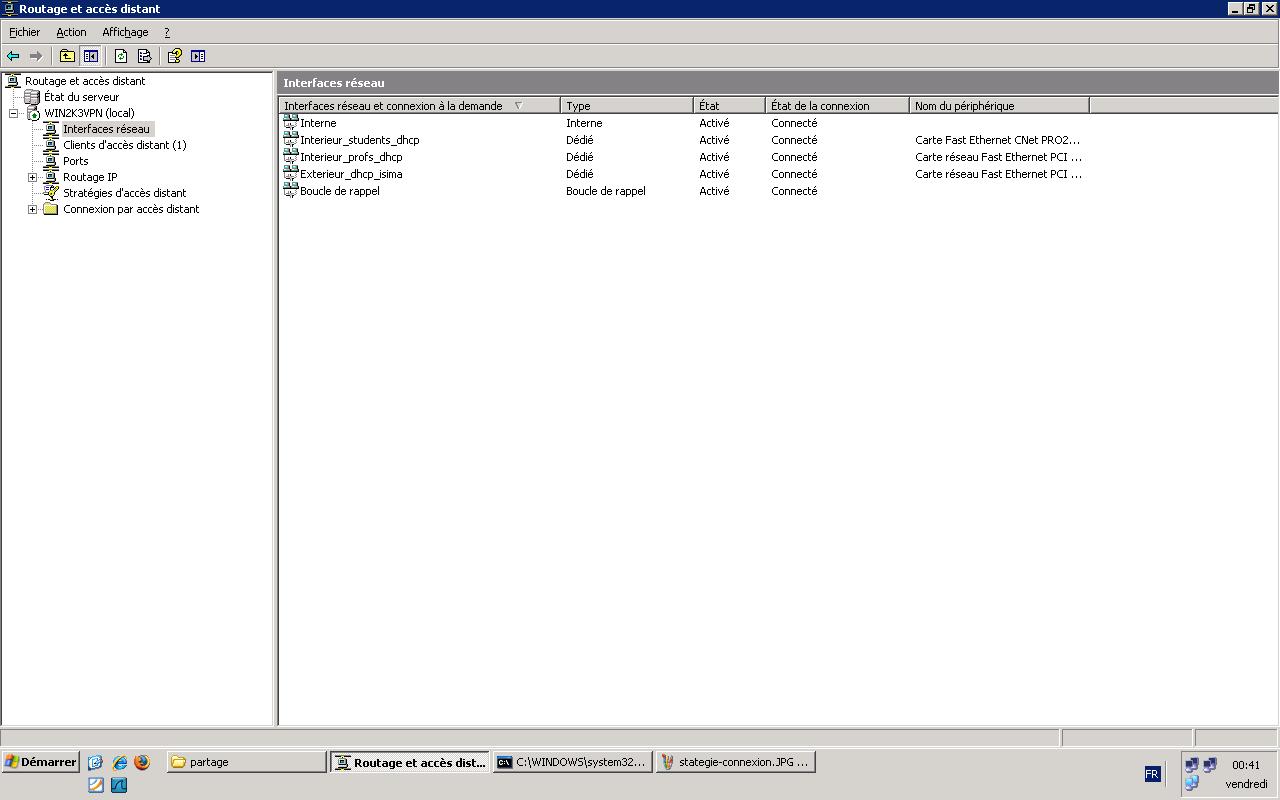 Routage et accès distant
Fichier Action Affichage ?
Routage et accès distant
État du serveur
WIN2K3VPN (local)
Interfaces réseau
Clients d'accès distant (1)
Ports
Routage IP
Stratégies d'accès distant
Connexion par accès distant
Interfaces réseau
Interfaces réseau et connexion à la demande Type État État de la connexion Nom du périphérique
Interne Interne Activé Connecté
Interieur_students_dhcp Dédié Activé Connecté Carte Fast Ethernet CNet PRO2...
Interieur_profs_dhcp Dédié Activé Connecté Carte réseau Fast Ethernet PCI ...
Exterieur_dhcp_isima Dédié Activé Connecté Carte réseau Fast Ethernet PCI ...
Boucle de rappel Boucle de rappel Activé Connecté
Démarrer partage Routage et accès dist... C:\WINDOWS\system32... stategie-connexion.JPG ... FR 00:41
vendredi